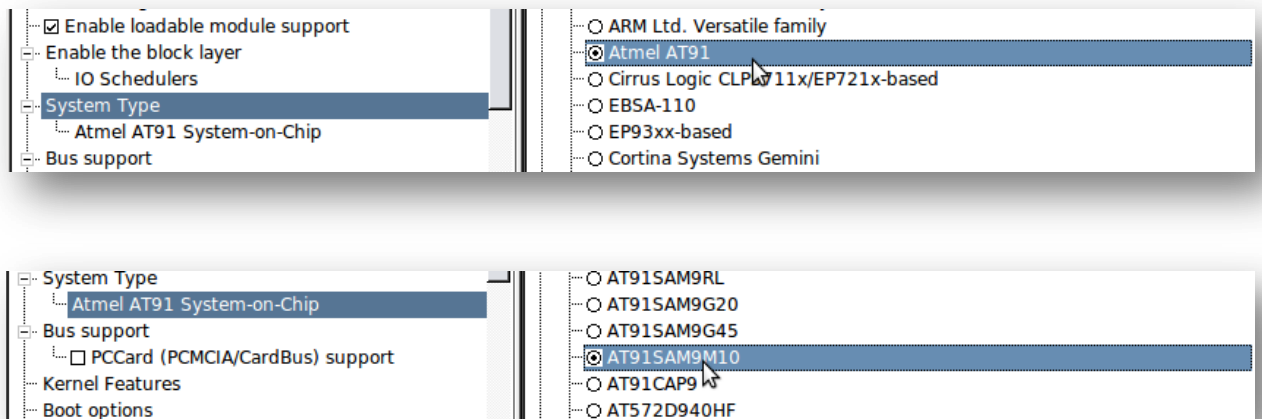 Enable loadable module support
Enable the block layer
IO Schedulers
System Type
Atmel AT91 System-on-Chip
Bus support
ARM Ltd. Versatile family
Atmel AT91
Cirrus Logic CLPS711x/EP721x-based
EBSA-110
EP93xx-based
Cortina Systems Gemini
System Type
Atmel AT91 System-on-Chip
Bus support
PCCard (PCMCIA/CardBus) support
Kernel Features
Boot options
AT91SAM9RL
AT91SAM9G20
AT91SAM9G45
AT91SAM9M10
AT91CAP9
AT572D940HF